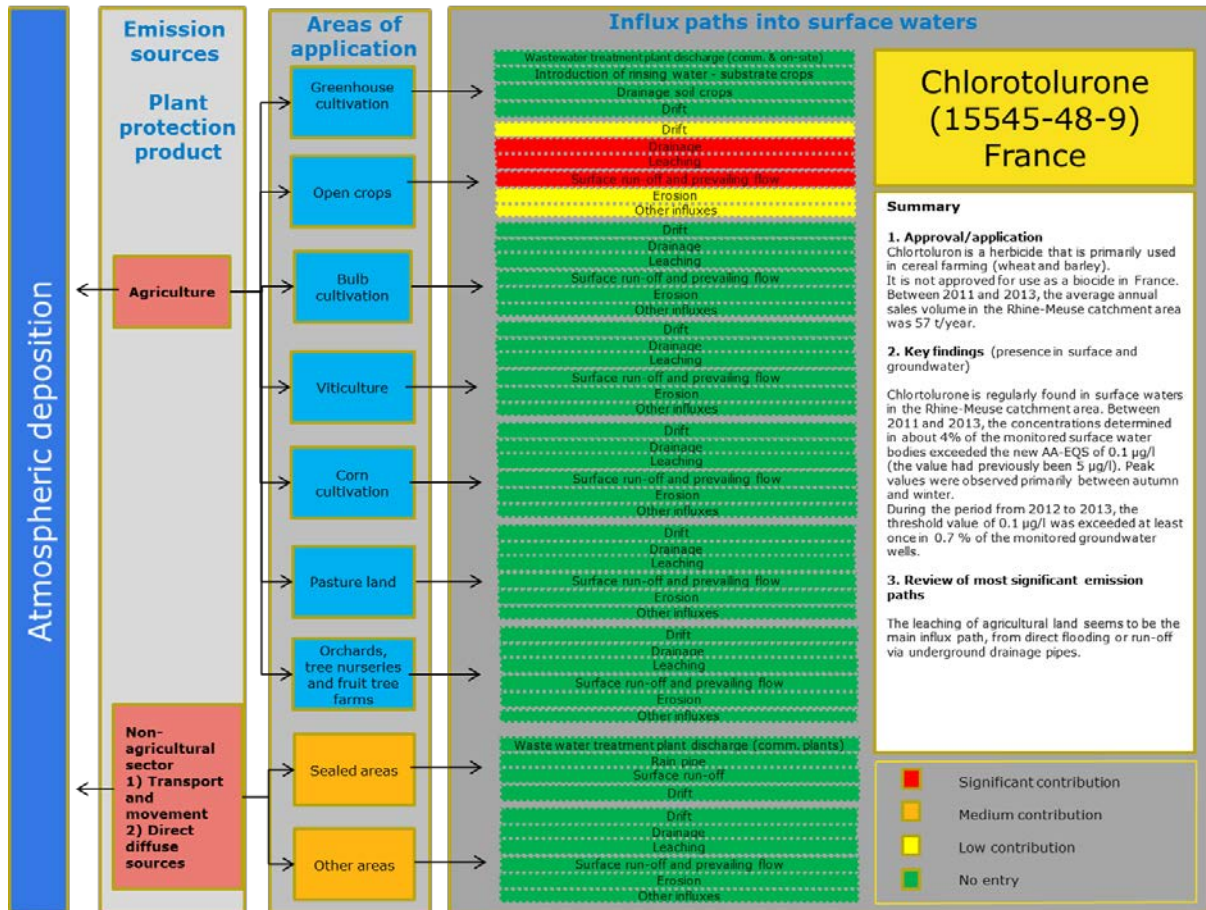 Atmospheric deposition
Emission
sources
Plant
protection
product
Agriculture
Non-
agricultural
sector
1) Transport
and
movement
2) Direct
diffuse
sources
Areas of
application
Greenhouse
cultivation
Open crops
Bulb
cultivation
Viticulture
Corn
cultivation
Pasture land
Orchards,
tree nurseries
and fruit tree
farms
Sealed areas
Other areas
Influx paths into surface waters
Wastewater treatment plant discharge (comm. & on-site)
Introduction of rinsing water - substrate crops
Drainage soil crops
Drift
Drift
Drainage
Leaching
Surface run-off and prevailing flow
Erosion
Other influxes
Drift
Drainage
Leaching
Surface run-off and prevailing flow
Erosion
Other influxes
Drift
Drainage
Leaching
Surface run-off and prevailing flow
Erosion
Other influxes
Drift
Drainage
Leaching
Surface run-off and prevailing flow
Erosion
Other influxes
Drift
Drainage
Leaching
Surface run-off and prevailing flow
Erosion
Other influxes
Drift
Drainage
Leaching
Surface run-off and prevailing flow
Erosion
Other influxes
Waste water treatment plant discharge (comm. plants)
Rain pipe
Surface run-off
Drift
Drift
Drainage
Leaching
Surface run-off and prevailing flow
Erosion
Other influxes
Chlorotolurone
(15545-48-9)
France
Summary
1. Approval/application
Chlortoluron is a herbicide that is primarily used
in cereal farming (wheat and barley).
It is not approved for use as a biocide in France.
Between 2011 and 2013, the average annual
sales volume in the Rhine-Meuse catchment area
was 57 t/year.
2. Key findings (presence in surface and
groundwater)
Chlortolurone is regularly found in surface waters
in the Rhine-Meuse catchment area. Between
2011 and 2013, the concentrations determined
in about 4% of the monitored surface water
bodies exceeded the new AA-EQS of 0.1 µg/l
(the value had previously been 5 µg/l). Peak
values were observed primarily between autumn
and winter.
During the period from 2012 to 2013, the
threshold value of 0.1 µg/l was exceeded at least
once in 0.7 % of the monitored groundwater
wells.
3. Review of most significant emission
paths
The leaching of agricultural land seems to be the
main influx path, from direct flooding or run-off
via underground drainage pipes.
Significant contribution
Medium contribution
Low contribution
No entry